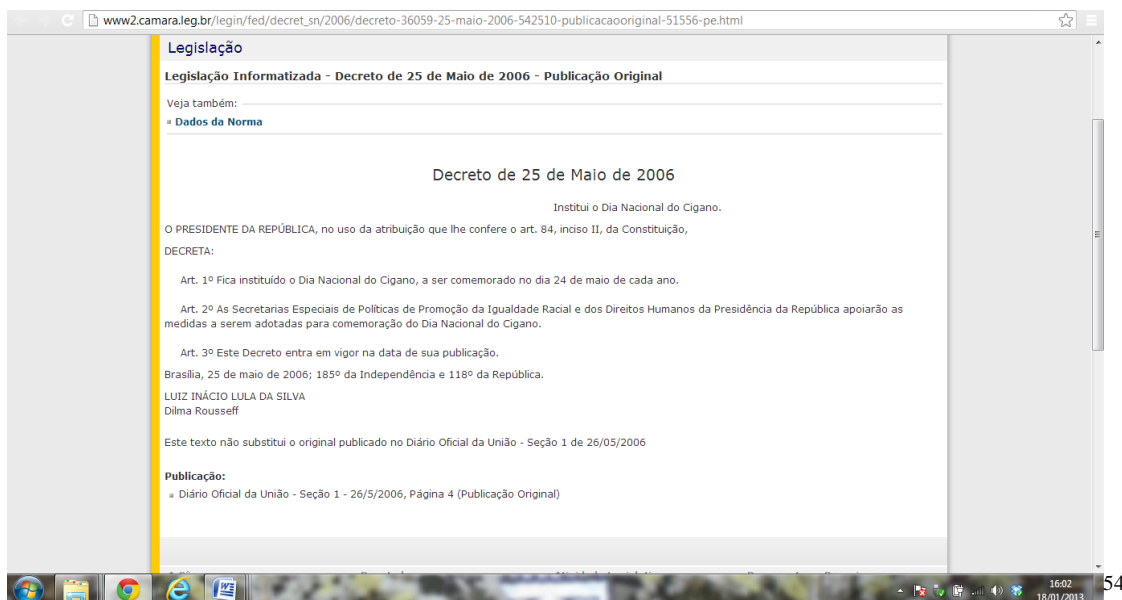 www2.camara.leg.br/legin/fed/decret_sn/2006/decreto-36059-25-maio-2006-542510-publicacaooriginal-51556-pe.html
Legislação
Legislação Informatizada - Decreto de 25 de Maio de 2006 - Publicação Original
Veja também:
Dados da Norma
Decreto de 25 de Maio de 2006
Institui o Dia Nacional do Cigano.
O PRESIDENTE DA REPÚBLICA, no uso da atribuição que lhe confere o art. 84, inciso II, da Constituição,
DECRETA:
Art. 1º Fica instituído o Dia Nacional do Cigano, a ser comemorado no dia 24 de maio de cada ano.
Art. 2º As Secretarias Especiais de Políticas de Promoção da Igualdade Racial e dos Direitos Humanos da Presidência da República apoiarão as
medidas a serem adotadas para comemoração do Dia Nacional do Cigano.
Art. 3º Este Decreto entra em vigor na data de sua publicação.
Brasília, 25 de maio de 2006; 185º da Independência e 118º da República.
LUIZ INÁCIO LULA DA SILVA
Dilma Rousseff
Este texto não substitui o original publicado no Diário Oficial da União - Seção 1 de 26/05/2006
Publicação:
Diário Oficial da União - Seção 1 - 26/5/2006, Página 4 (Publicação Original)
16:02
18/01/2013
54